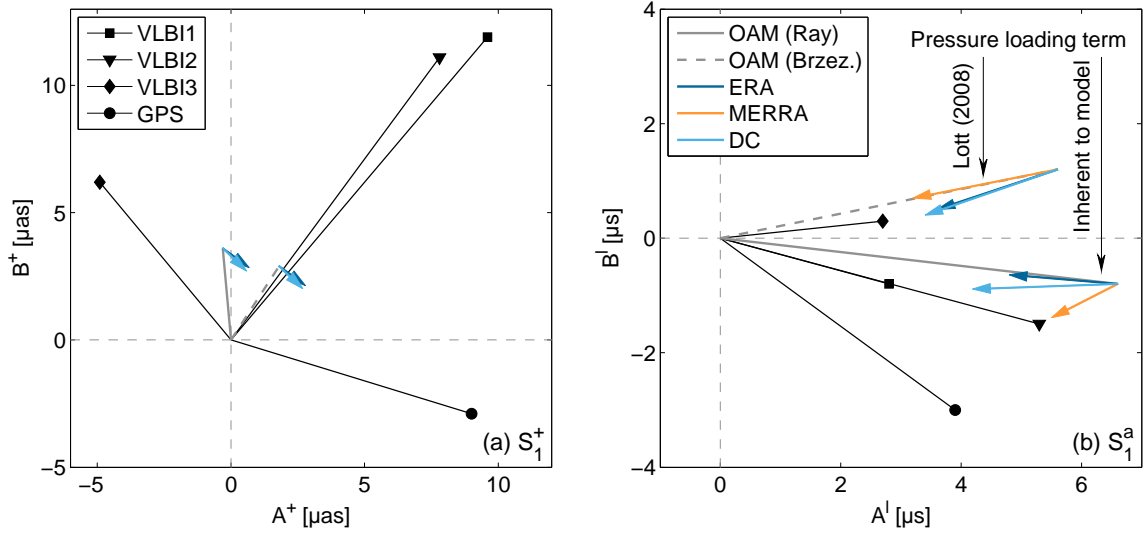 VLBI1
VLBI2
VLBI3
GPS
10
5
0
−5
B⁺ [µas]
−5
0
5
10
A⁺ [µas]
(a) S₁⁺
OAM (Ray)
OAM (Brzez.)
ERA
MERRA
DC
Pressure loading term
Lott (2008)
Inherent to model
4
2
0
−2
−4
Bˡ [µs]
0
2
4
6
Aˡ [µs]
(b) S₁ᵃ